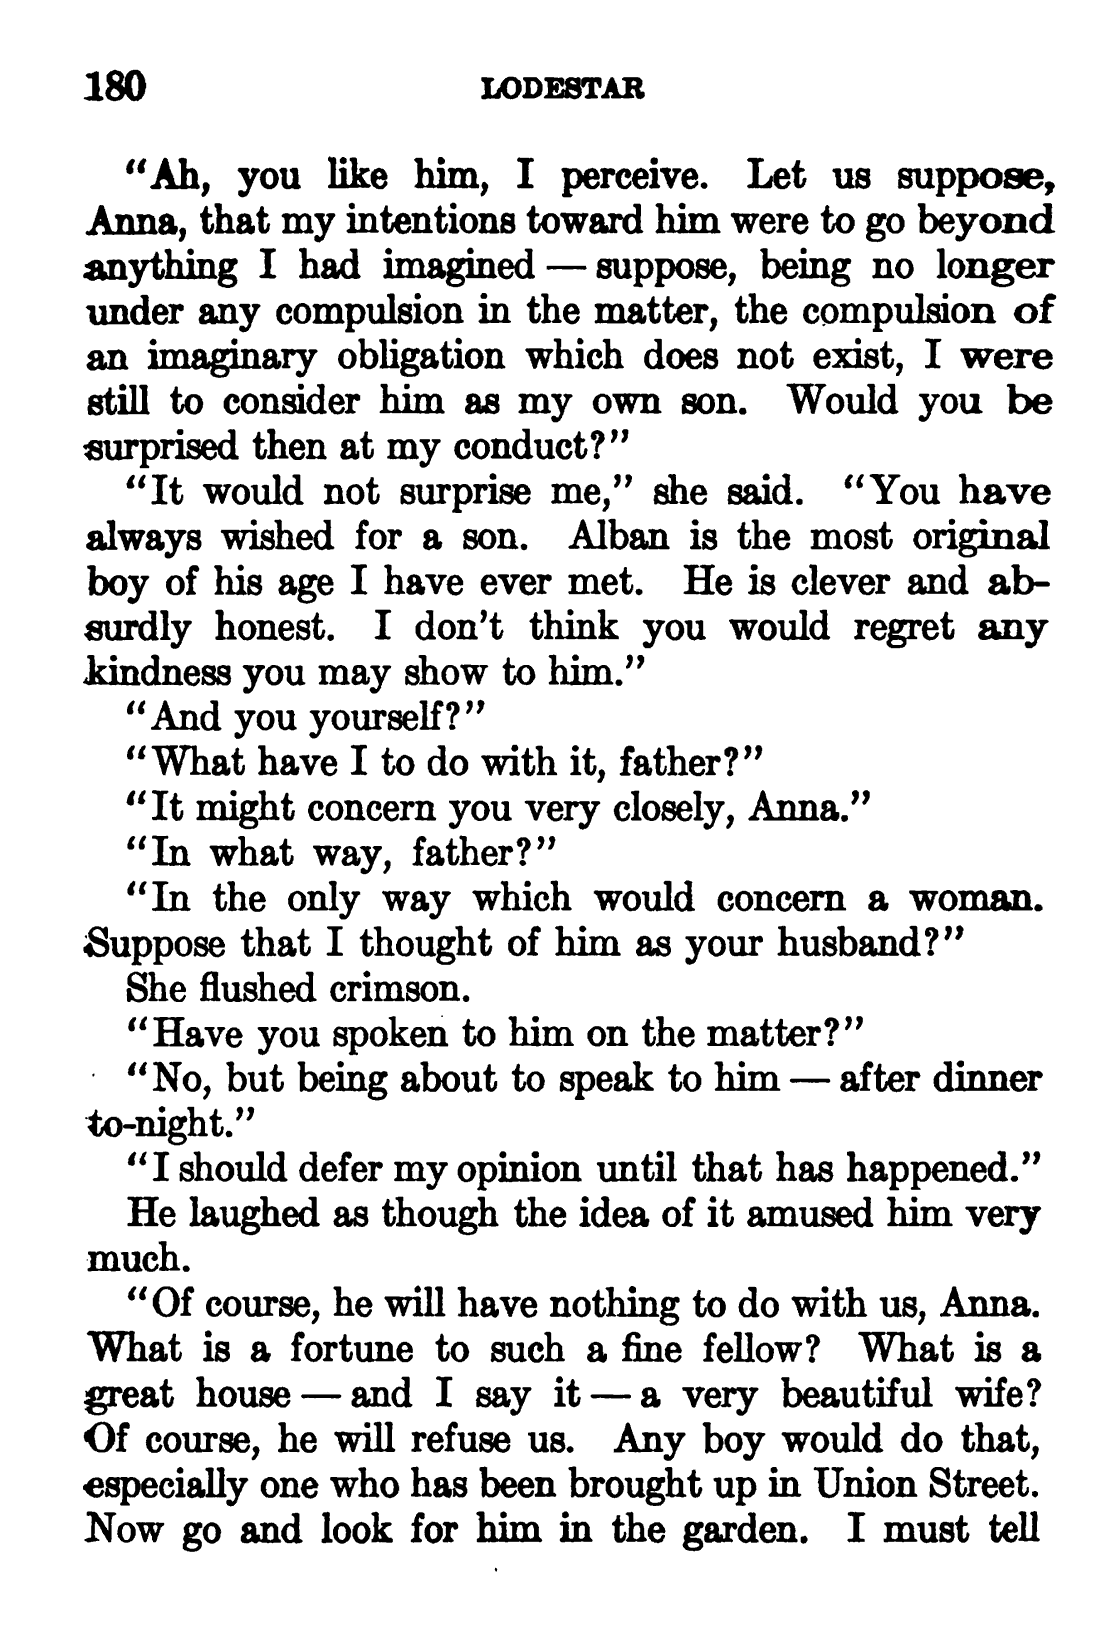 180 LODESTAR
“Ah, you like him, I perceive. Let us suppose,
Anna, that my intentions toward him were to go beyond
anything I had imagined — suppose, being no longer
under any compulsion in the matter, the compulsion of
an imaginary obligation which does not exist, I were
still to consider him as my own son. Would you be
surprised then at my conduct?”
“It would not surprise me,” she said. “You have
always wished for a son. Alban is the most original
boy of his age I have ever met. He is clever and ab-
surdly honest. I don’t think you would regret any
kindness you may show to him.”
“And you yourself?”
“What have I to do with it, father?”
“It might concern you very closely, Anna.”
“In what way, father?”
“In the only way which would concern a woman.
Suppose that I thought of him as your husband?”
She flushed crimson.
“Have you spoken to him on the matter?”
“No, but being about to speak to him — after dinner
to-night.”
“I should defer my opinion until that has happened.”
He laughed as though the idea of it amused him very
much.
“Of course, he will have nothing to do with us, Anna.
What is a fortune to such a fine fellow? What is a
great house — and I say it — a very beautiful wife?
Of course, he will refuse us. Any boy would do that,
especially one who has been brought up in Union Street.
Now go and look for him in the garden. I must tell